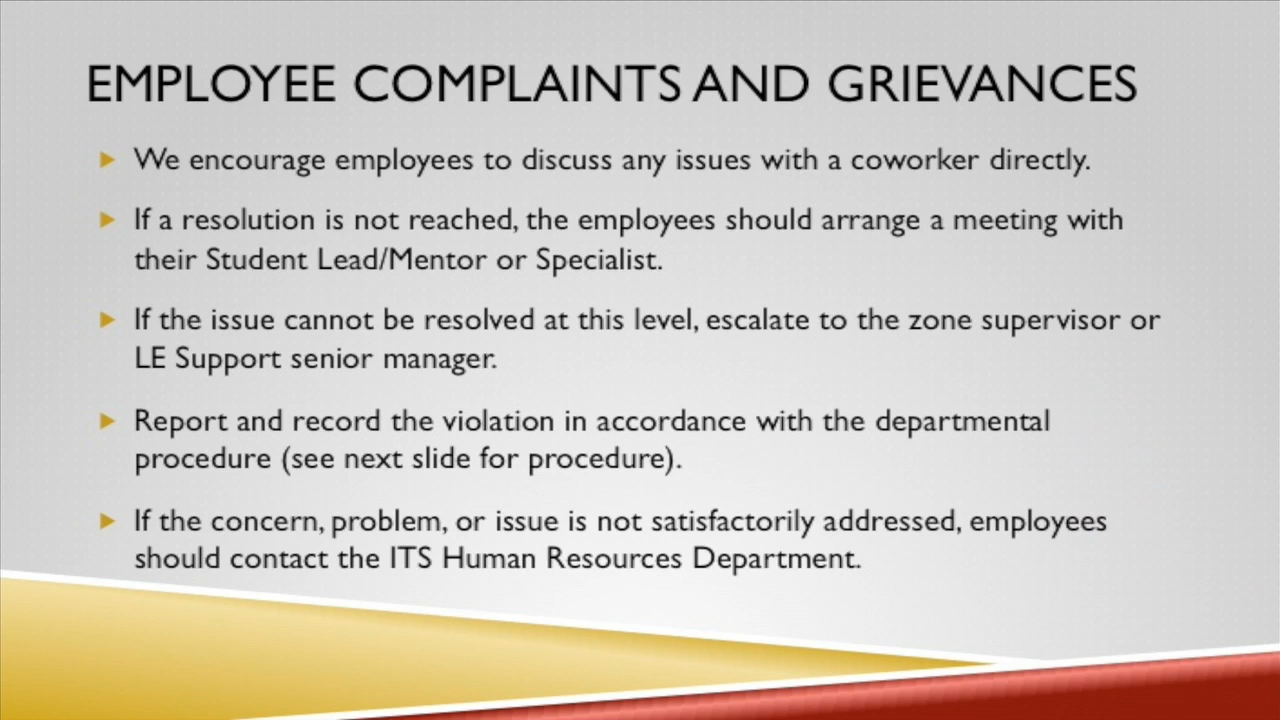 EMPLOYEE COMPLAINTS AND GRIEVANCES
We encourage employees to discuss any issues with a coworker directly.
If a resolution is not reached, the employees should arrange a meeting with
their Student Lead/Mentor or Specialist.
If the issue cannot be resolved at this level, escalate to the zone supervisor or
LE Support senior manager.
Report and record the violation in accordance with the departmental
procedure (see next slide for procedure).
If the concern, problem, or issue is not satisfactorily addressed, employees
should contact the ITS Human Resources Department.